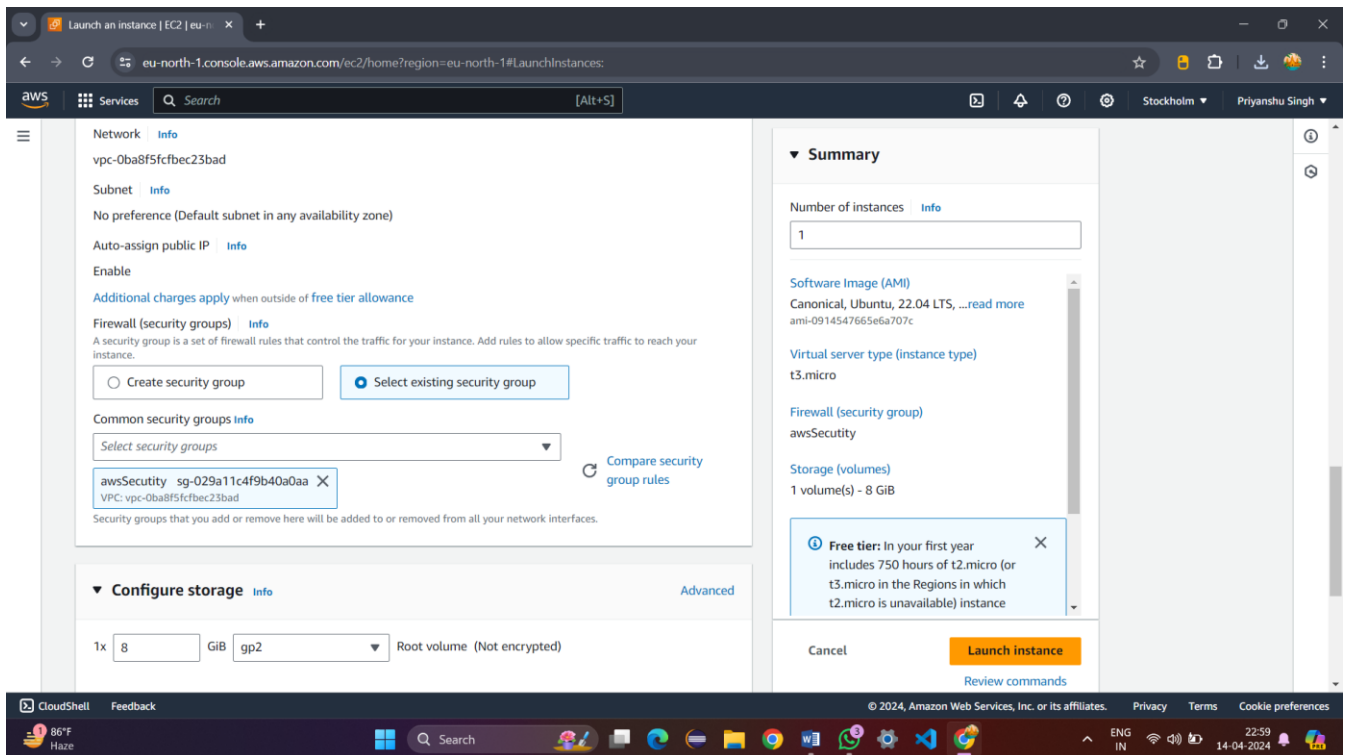 Launch an instance | EC2 | eu-n
eu-north-1.console.aws.amazon.com/ec2/home?region=eu-north-1#LaunchInstances:
aws
Services
Search
[Alt+S]
Stockholm
Priyanshu Singh
Network Info
vpc-0ba8f5fcfbec23bad
Subnet Info
No preference (Default subnet in any availability zone)
Auto-assign public IP Info
Enable
Additional charges apply when outside of free tier allowance
Firewall (security groups) Info
A security group is a set of firewall rules that control the traffic for your instance. Add rules to allow specific traffic to reach your
instance.
Create security group
Select existing security group
Common security groups Info
Select security groups
Compare security
group rules
awsSecutity sg-029a11c4f9b40a0aa
VPC: vpc-0ba8f5fcfbec23bad
Security groups that you add or remove here will be added to or removed from all your network interfaces.
Configure storage Info
Advanced
1x 8 GiB gp2 Root volume (Not encrypted)
Summary
Number of instances Info
1
Software Image (AMI)
Canonical, Ubuntu, 22.04 LTS, ...read more
ami-0914547665e6a707c
Virtual server type (instance type)
t3.micro
Firewall (security group)
awsSecutity
Storage (volumes)
1 volume(s) - 8 GiB
Free tier: In your first year
includes 750 hours of t2.micro (or
t3.micro in the Regions in which
t2.micro is unavailable) instance
Cancel
Launch instance
Review commands
CloudShell
Feedback
© 2024, Amazon Web Services, Inc. or its affiliates.
Privacy
Terms
Cookie preferences
1
86°F
Haze
Search
3
ENG
IN
22:59
14-04-2024